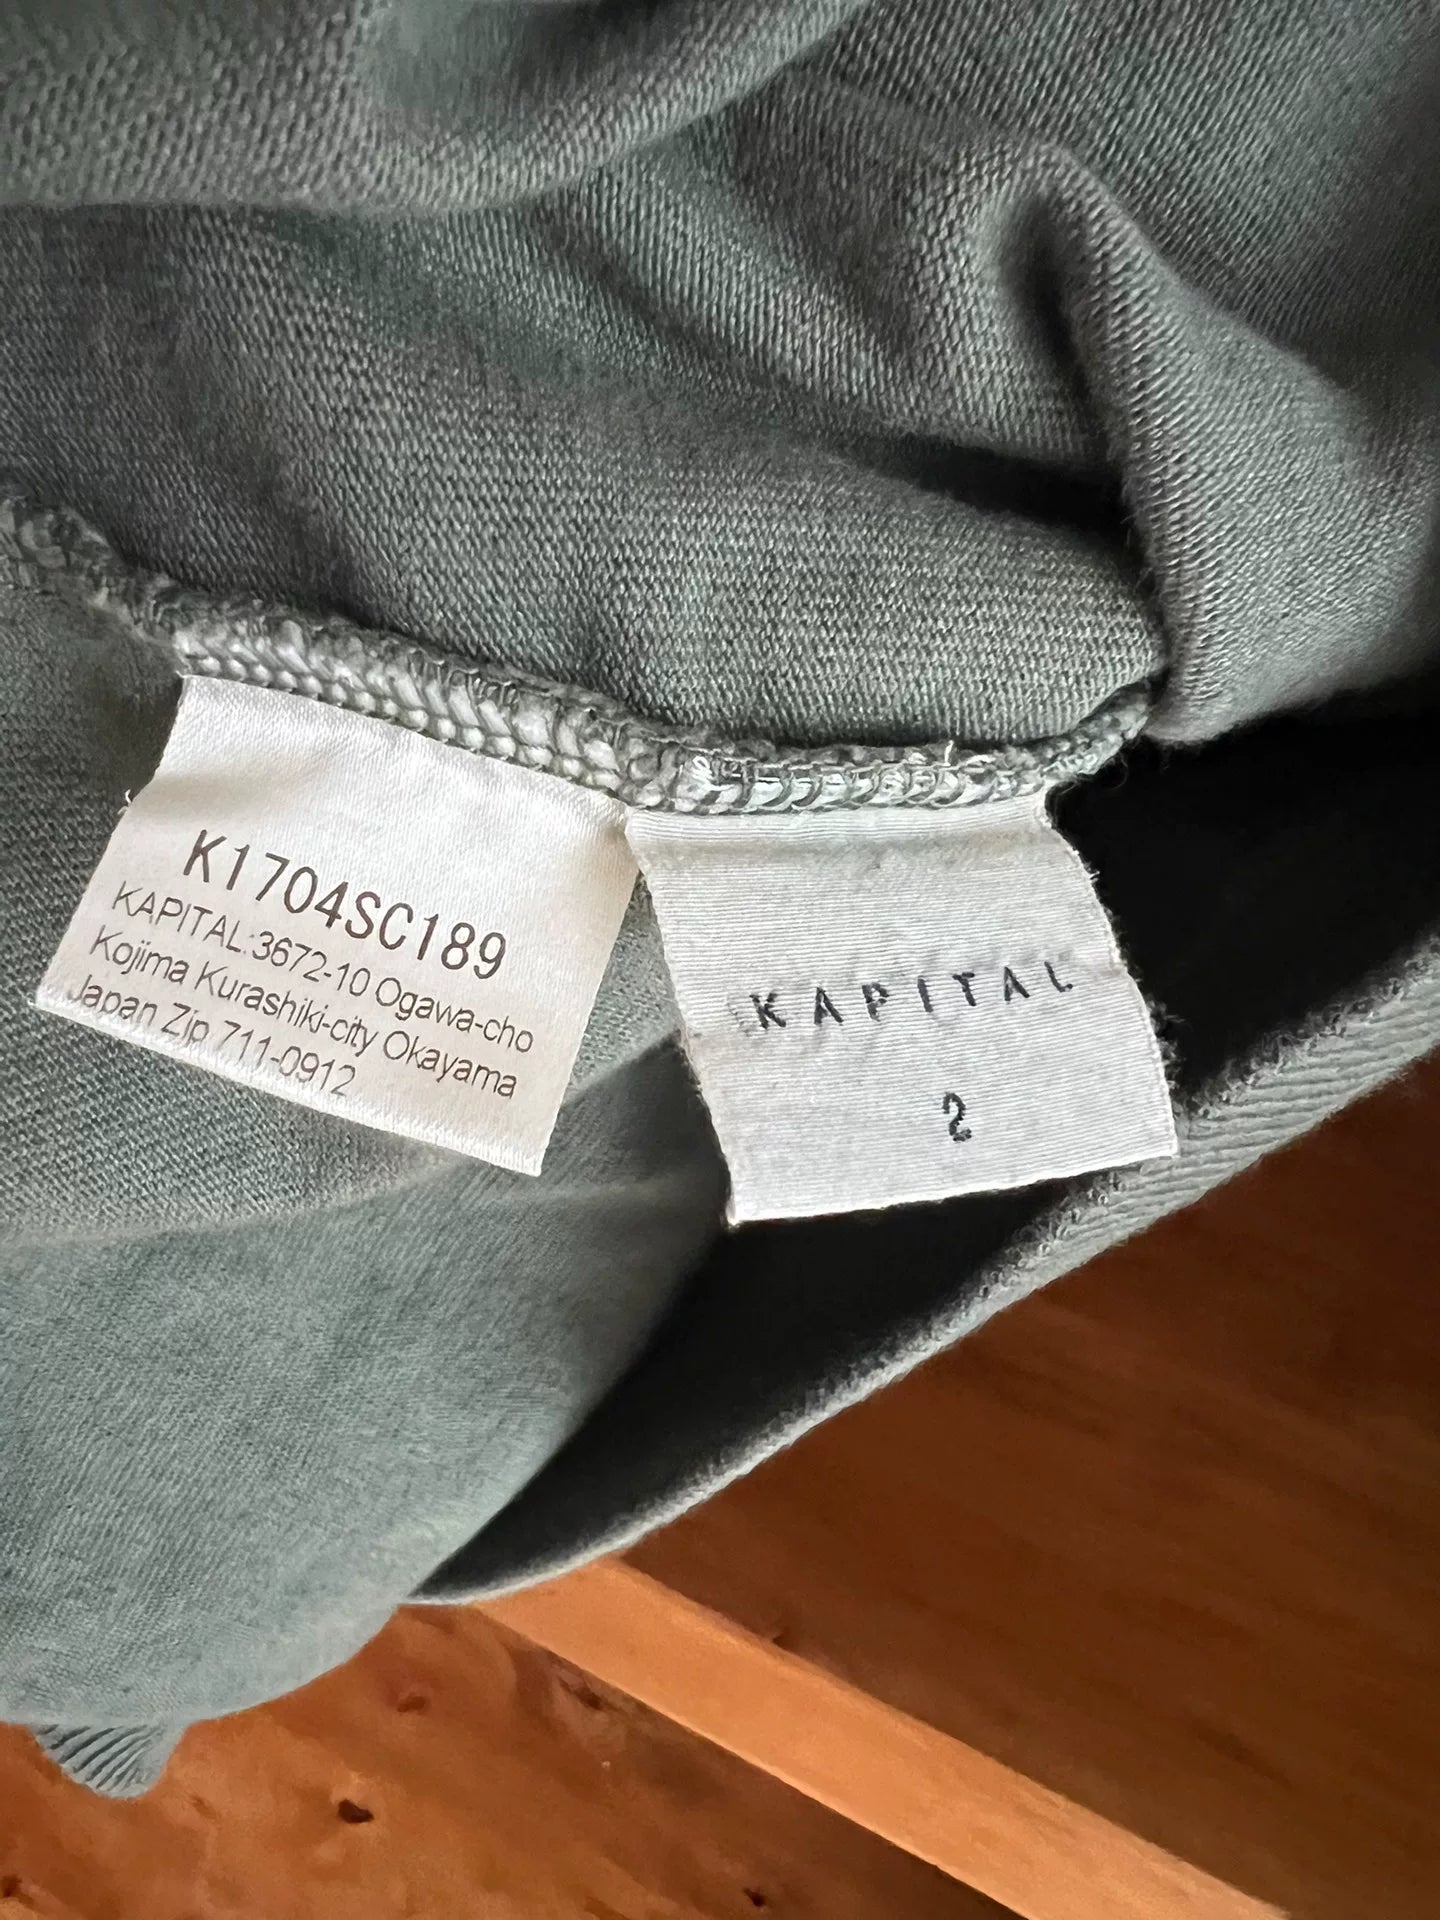 K1704SC189
KAPITAL:3672-10 Ogawa-cho
Kojima Kurashiki-city Okayama
Japan Zip 711-0912
KAPITAL
2